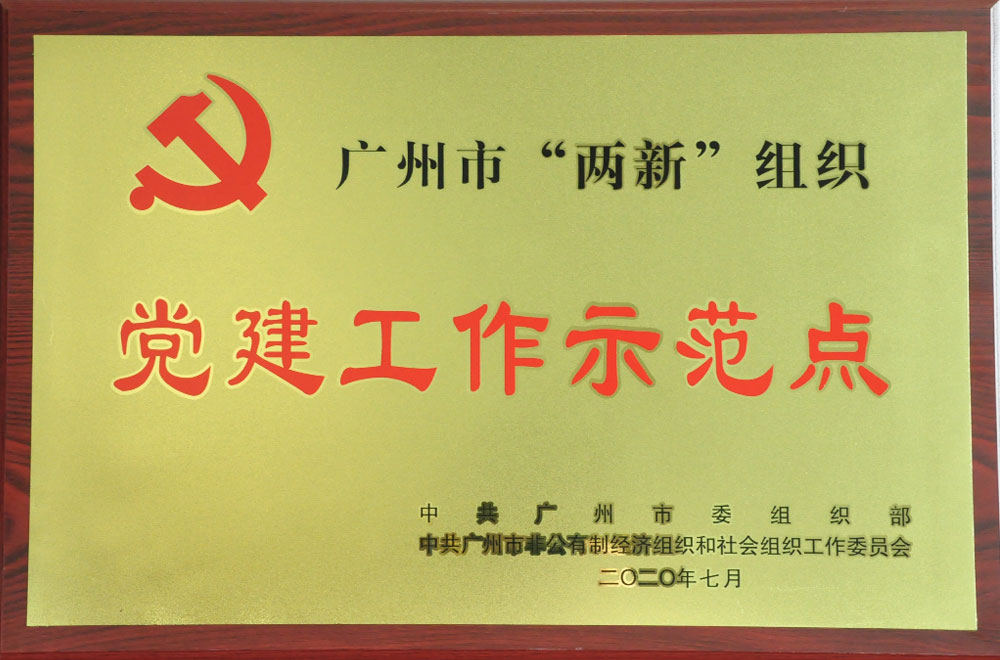 广州市“两新”组织
党建工作示范点
中共广州市委组织部
中共广州市非公有制经济组织和社会组织工作委员会
二〇二〇年七月